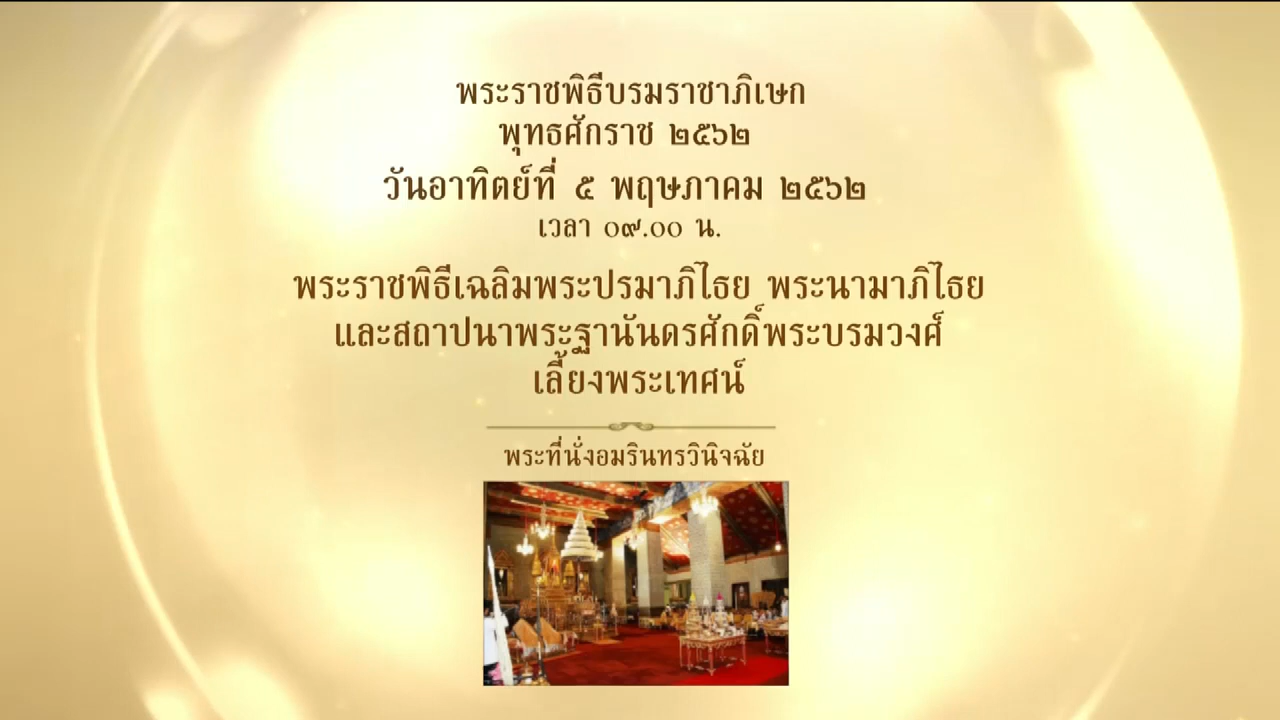 พระราชพิธีบรมราชาภิเษก
พุทธศักราช ๒๕๖๒
วันอาทิตย์ที่ ๕ พฤษภาคม ๒๕๖๒
เวลา ๐๙.๐๐ น.
พระราชพิธีเฉลิมพระปรมาภิไธย พระนามาภิไธย
และสถาปนาพระฐานันดรศักดิ์พระบรมวงศ์
เลี้ยงพระเทศน์
พระที่นั่งอมรินทรวินิจฉัย